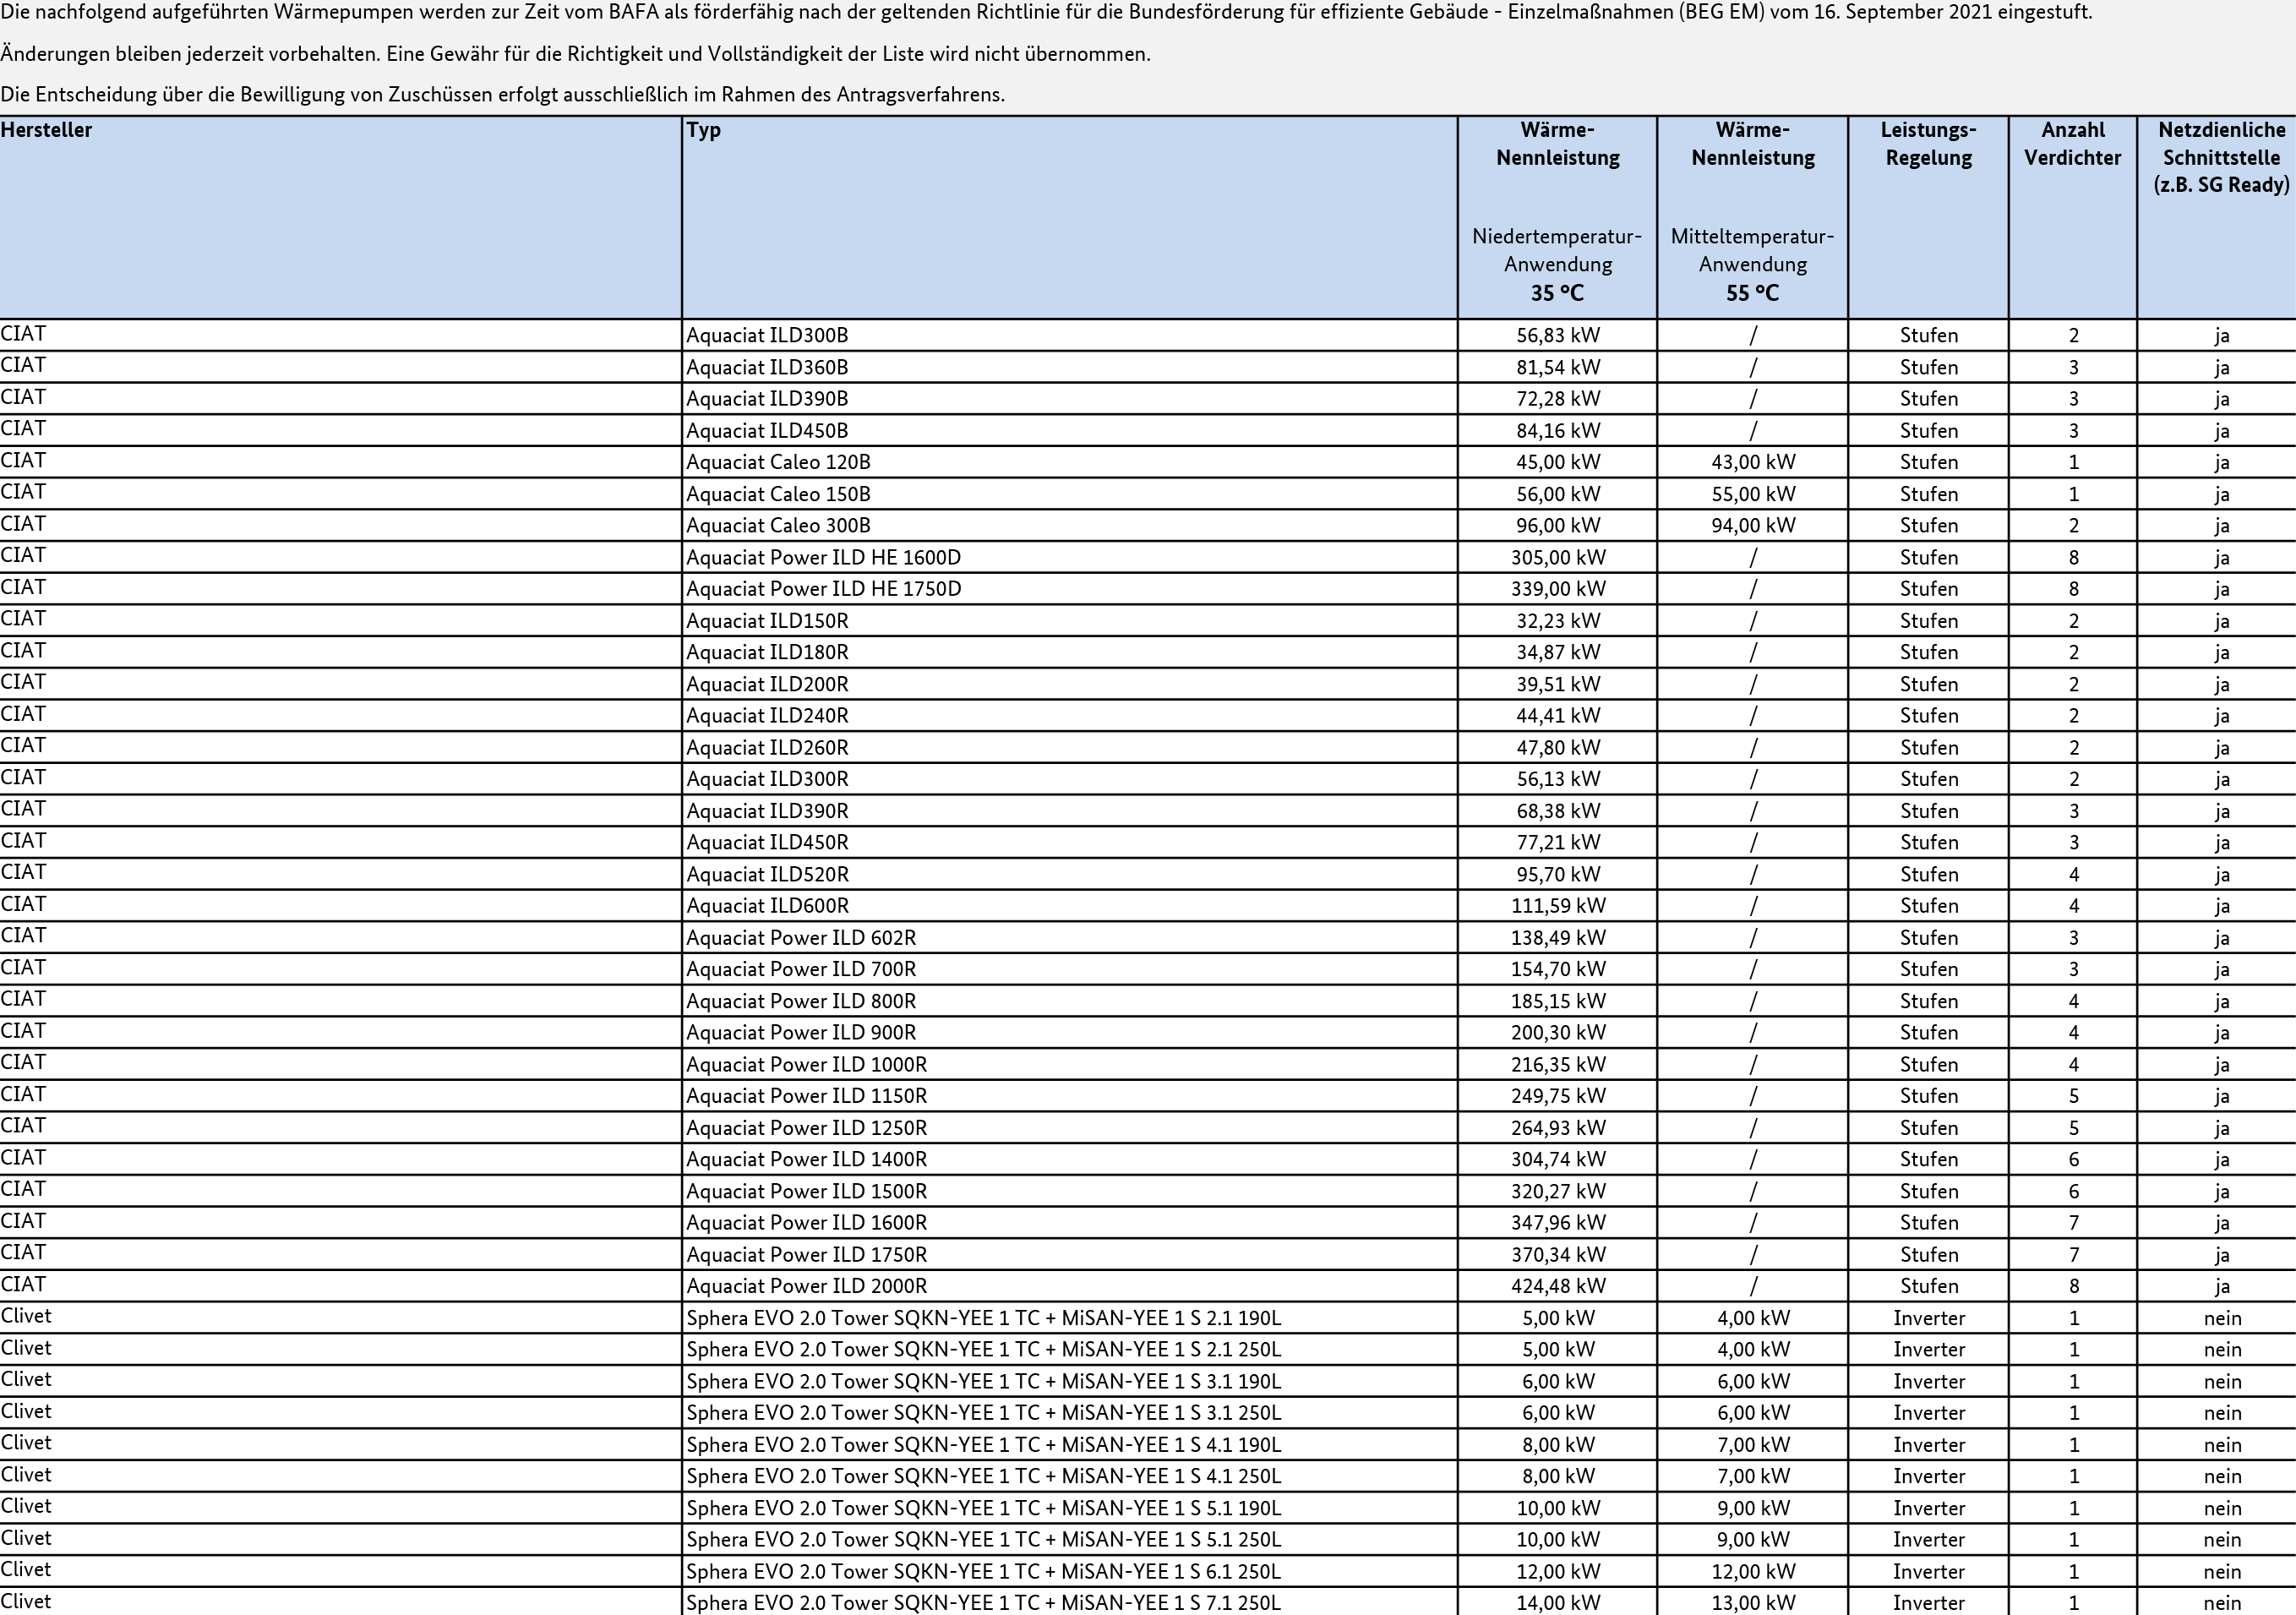 Die nachfolgend aufgeführten Wärmepumpen werden zur Zeit vom BAFA als förderfähig nach der geltenden Richtlinie für die Bundesförderung für effiziente Gebäude - Einzelmaßnahmen (BEG EM) vom 16. September 2021 eingestuft.
Änderungen bleiben jederzeit vorbehalten. Eine Gewähr für die Richtigkeit und Vollständigkeit der Liste wird nicht übernommen.
Die Entscheidung über die Bewilligung von Zuschüssen erfolgt ausschließlich im Rahmen des Antragsverfahrens.
Hersteller Typ Wärme- Wärme- Leistungs- Anzahl Netzdienliche
Nennleistung Nennleistung Regelung Verdichter Schnittstelle
(z.B. SG Ready)
Niedertemperatur- Mitteltemperatur-
Anwendung Anwendung
35 °C 55 °C
CIAT Aquaciat ILD300B 56,83 kW / Stufen 2 ja
CIAT Aquaciat ILD360B 81,54 kW / Stufen 3 ja
CIAT Aquaciat ILD390B 72,28 kW / Stufen 3 ja
CIAT Aquaciat ILD450B 84,16 kW / Stufen 3 ja
CIAT Aquaciat Caleo 120B 45,00 kW 43,00 kW Stufen 1 ja
CIAT Aquaciat Caleo 150B 56,00 kW 55,00 kW Stufen 1 ja
CIAT Aquaciat Caleo 300B 96,00 kW 94,00 kW Stufen 2 ja
CIAT Aquaciat Power ILD HE 1600D 305,00 kW / Stufen 8 ja
CIAT Aquaciat Power ILD HE 1750D 339,00 kW / Stufen 8 ja
CIAT Aquaciat ILD150R 32,23 kW / Stufen 2 ja
CIAT Aquaciat ILD180R 34,87 kW / Stufen 2 ja
CIAT Aquaciat ILD200R 39,51 kW / Stufen 2 ja
CIAT Aquaciat ILD240R 44,41 kW / Stufen 2 ja
CIAT Aquaciat ILD260R 47,80 kW / Stufen 2 ja
CIAT Aquaciat ILD300R 56,13 kW / Stufen 2 ja
CIAT Aquaciat ILD390R 68,38 kW / Stufen 3 ja
CIAT Aquaciat ILD450R 77,21 kW / Stufen 3 ja
CIAT Aquaciat ILD520R 95,70 kW / Stufen 4 ja
CIAT Aquaciat ILD600R 111,59 kW / Stufen 4 ja
CIAT Aquaciat Power ILD 602R 138,49 kW / Stufen 3 ja
CIAT Aquaciat Power ILD 700R 154,70 kW / Stufen 3 ja
CIAT Aquaciat Power ILD 800R 185,15 kW / Stufen 4 ja
CIAT Aquaciat Power ILD 900R 200,30 kW / Stufen 4 ja
CIAT Aquaciat Power ILD 1000R 216,35 kW / Stufen 4 ja
CIAT Aquaciat Power ILD 1150R 249,75 kW / Stufen 5 ja
CIAT Aquaciat Power ILD 1250R 264,93 kW / Stufen 5 ja
CIAT Aquaciat Power ILD 1400R 304,74 kW / Stufen 6 ja
CIAT Aquaciat Power ILD 1500R 320,27 kW / Stufen 6 ja
CIAT Aquaciat Power ILD 1600R 347,96 kW / Stufen 7 ja
CIAT Aquaciat Power ILD 1750R 370,34 kW / Stufen 7 ja
CIAT Aquaciat Power ILD 2000R 424,48 kW / Stufen 8 ja
Clivet Sphera EVO 2.0 Tower SQKN-YEE 1 TC + MiSAN-YEE 1 S 2.1 190L 5,00 kW 4,00 kW Inverter 1 nein
Clivet Sphera EVO 2.0 Tower SQKN-YEE 1 TC + MiSAN-YEE 1 S 2.1 250L 5,00 kW 4,00 kW Inverter 1 nein
Clivet Sphera EVO 2.0 Tower SQKN-YEE 1 TC + MiSAN-YEE 1 S 3.1 190L 6,00 kW 6,00 kW Inverter 1 nein
Clivet Sphera EVO 2.0 Tower SQKN-YEE 1 TC + MiSAN-YEE 1 S 3.1 250L 6,00 kW 6,00 kW Inverter 1 nein
Clivet Sphera EVO 2.0 Tower SQKN-YEE 1 TC + MiSAN-YEE 1 S 4.1 190L 8,00 kW 7,00 kW Inverter 1 nein
Clivet Sphera EVO 2.0 Tower SQKN-YEE 1 TC + MiSAN-YEE 1 S 4.1 250L 8,00 kW 7,00 kW Inverter 1 nein
Clivet Sphera EVO 2.0 Tower SQKN-YEE 1 TC + MiSAN-YEE 1 S 5.1 190L 10,00 kW 9,00 kW Inverter 1 nein
Clivet Sphera EVO 2.0 Tower SQKN-YEE 1 TC + MiSAN-YEE 1 S 5.1 250L 10,00 kW 9,00 kW Inverter 1 nein
Clivet Sphera EVO 2.0 Tower SQKN-YEE 1 TC + MiSAN-YEE 1 S 6.1 250L 12,00 kW 12,00 kW Inverter 1 nein
Clivet Sphera EVO 2.0 Tower SQKN-YEE 1 TC + MiSAN-YEE 1 S 7.1 250L 14,00 kW 13,00 kW Inverter 1 nein